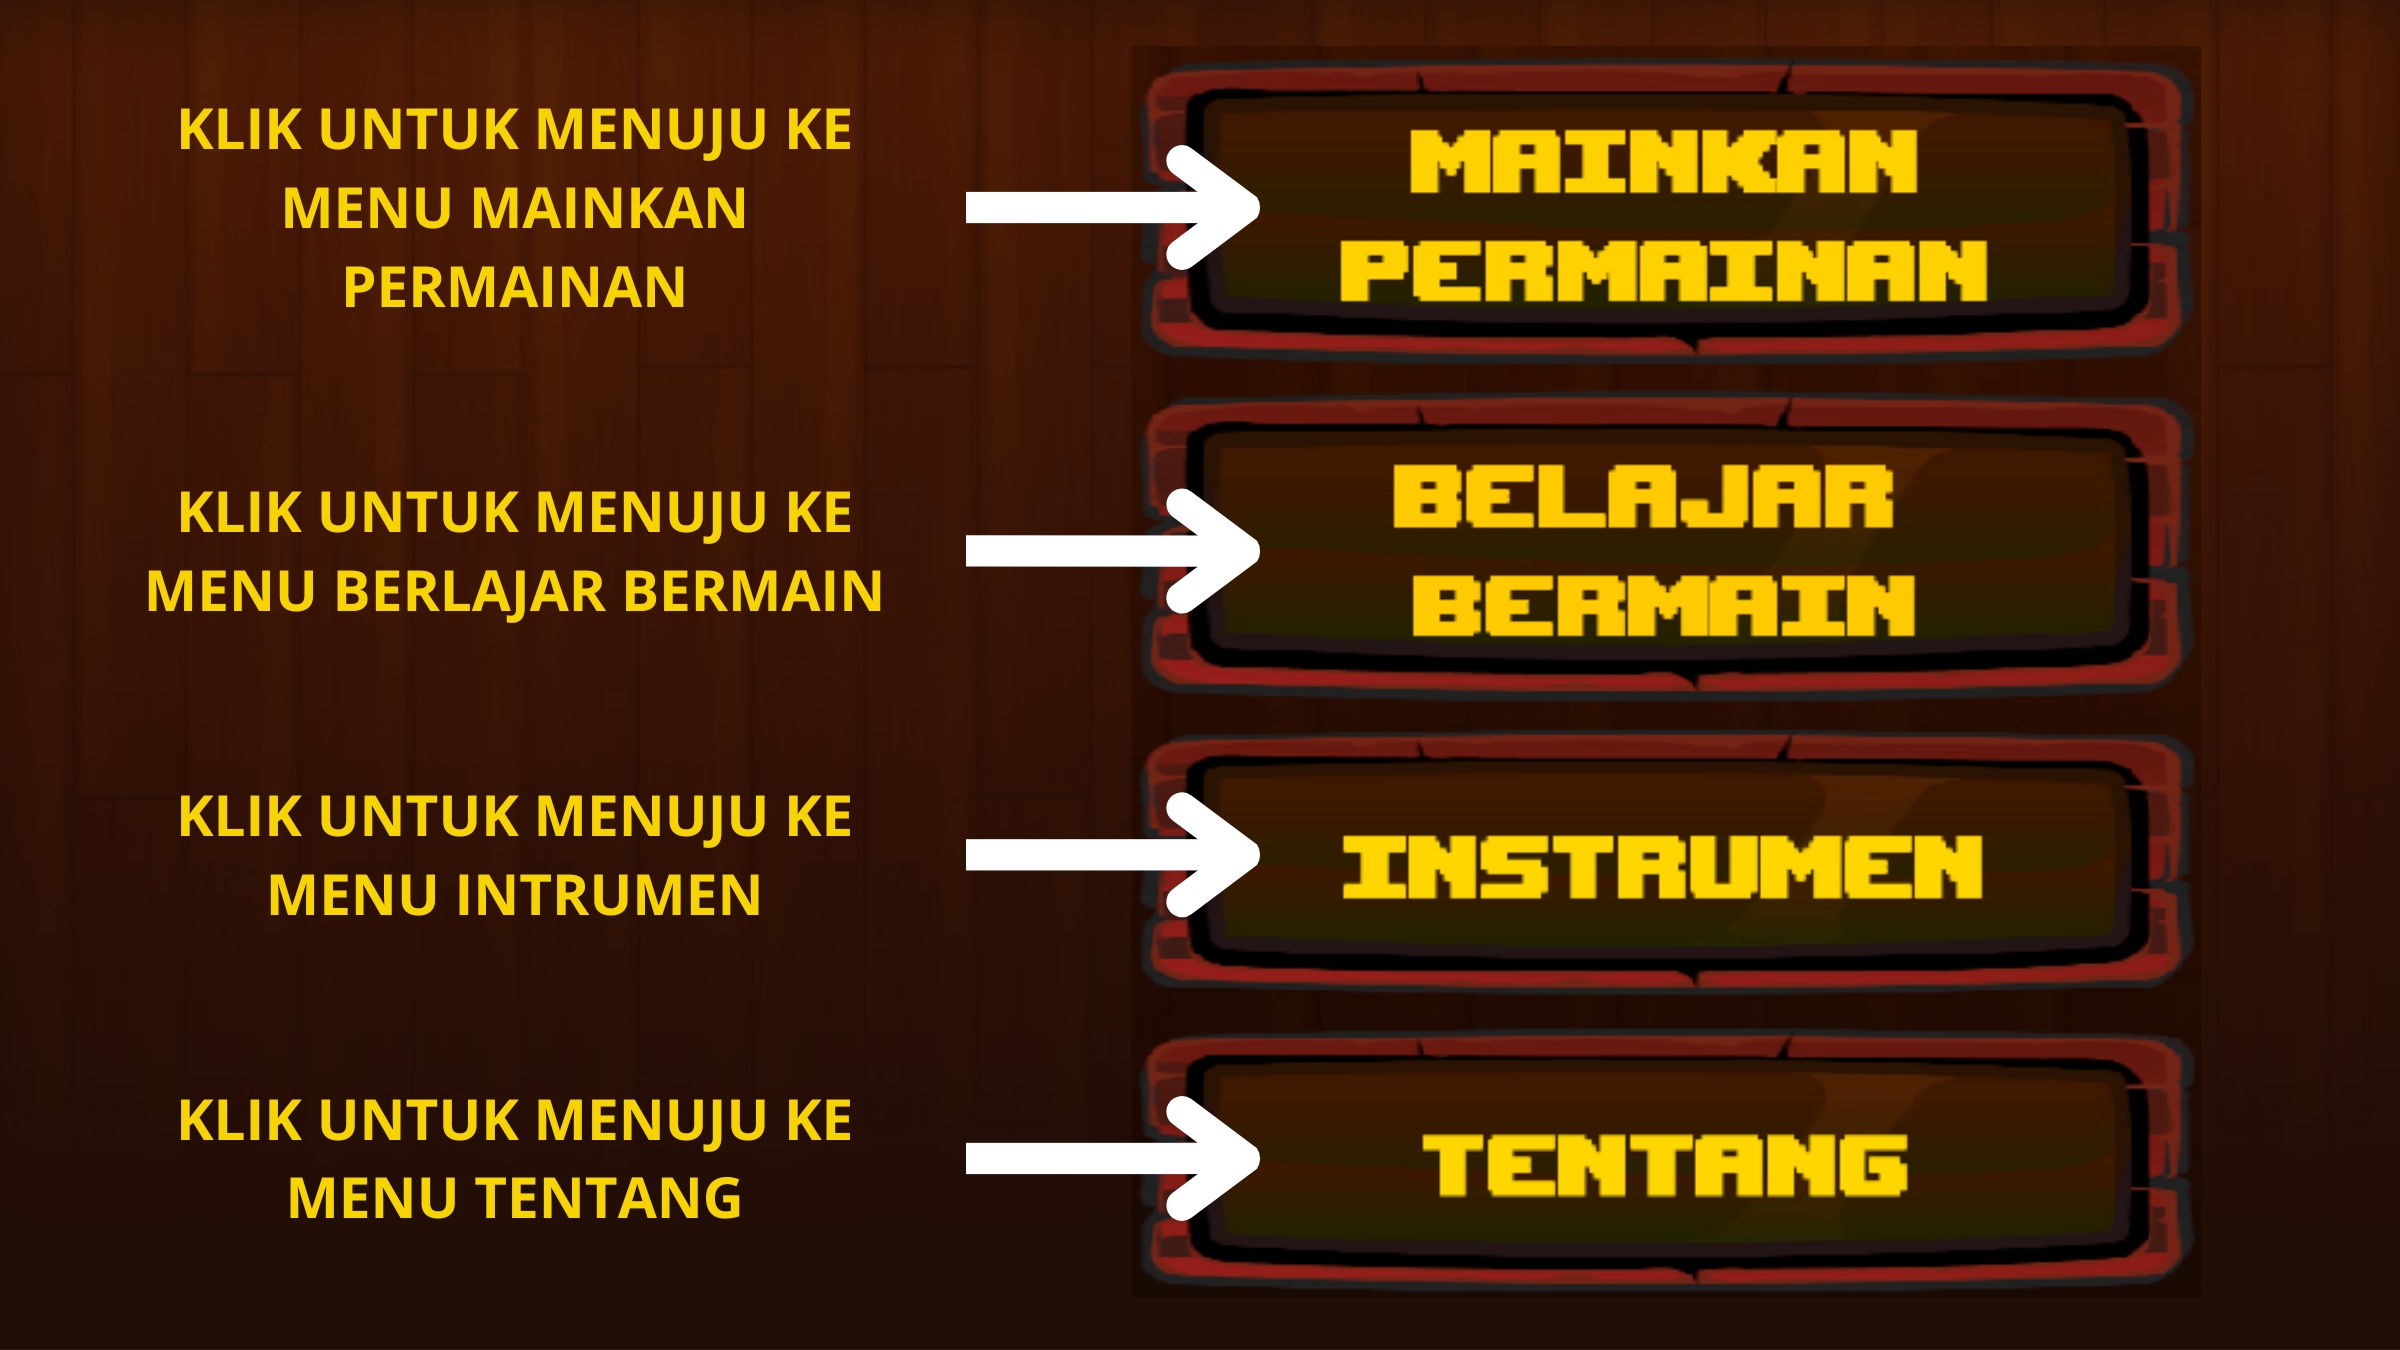 KLIK UNTUK MENUJU KE
MENU MAINKAN
PERMAINAN
MAINKAN
PERMAINAN
KLIK UNTUK MENUJU KE
MENU BERLAJAR BERMAIN
BELAJAR
BERMAIN
KLIK UNTUK MENUJU KE
MENU INTRUMEN
INSTRUMEN
KLIK UNTUK MENUJU KE
MENU TENTANG
TENTANG